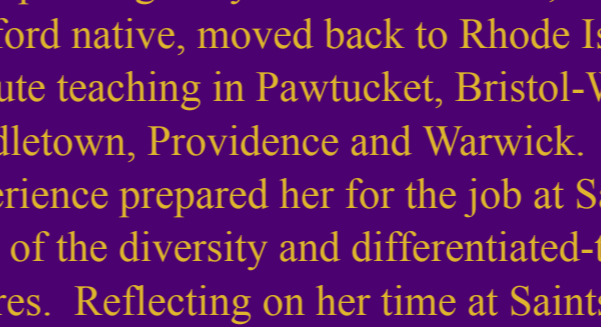 ford native, moved back to Rhode Is
ute teaching in Pawtucket, Bristol-W
dletown, Providence and Warwick.
erience prepared her for the job at Sa
of the diversity and differentiated-t
res. Reflecting on her time at Saints